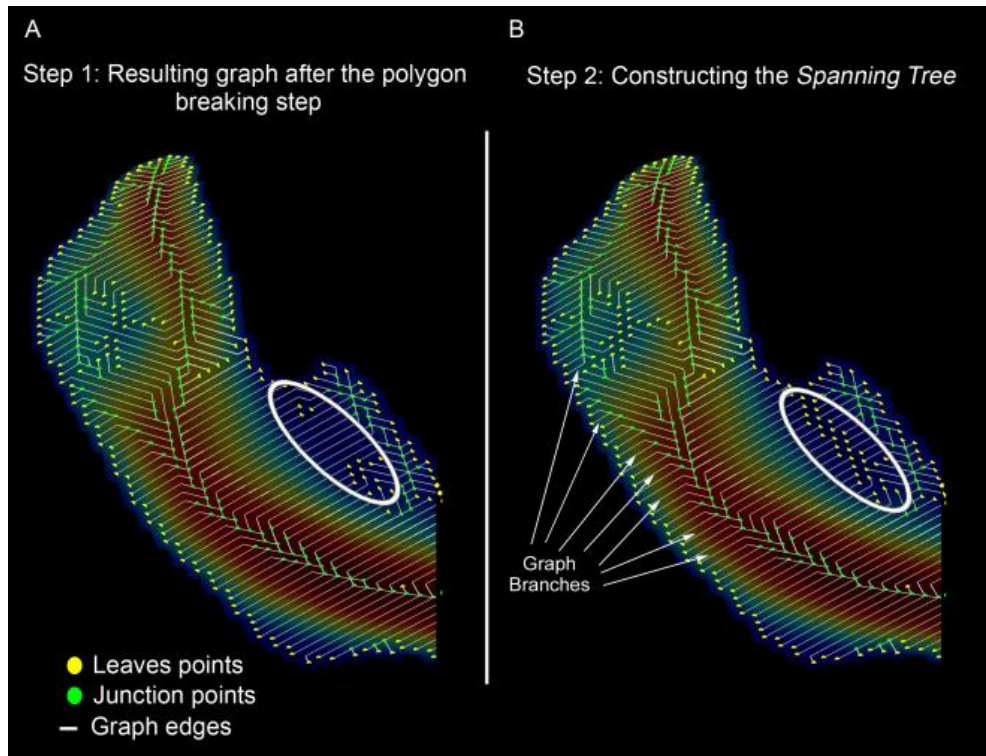 A
Step 1: Resulting graph after the polygon
breaking step
B
Step 2: Constructing the Spanning Tree
Graph
Branches
Leaves points
Junction points
Graph edges